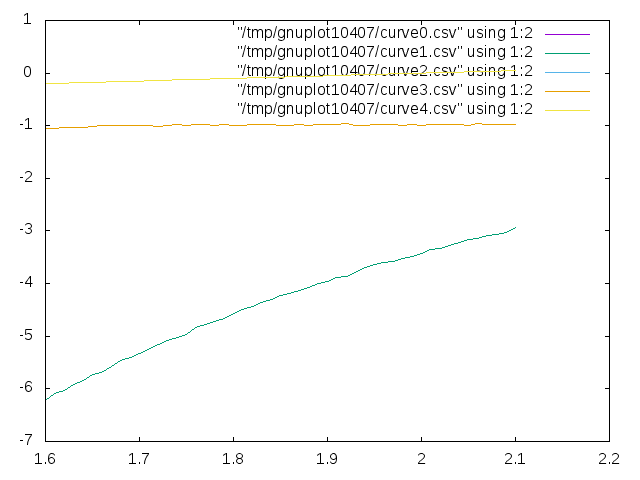 1
"/tmp/gnuplot10407/curve0.csv" using 1:2
"/tmp/gnuplot10407/curve1.csv" using 1:2
0
"/tmp/gnuplot10407/curve2.csv" using 1:2
"/tmp/gnuplot10407/curve3.csv" using 1:2
"/tmp/gnuplot10407/curve4.csv" using 1:2
-1
-2
-3
-4
-5
-6
-7
1.6 1.7 1.8 1.9 2 2.1 2.2